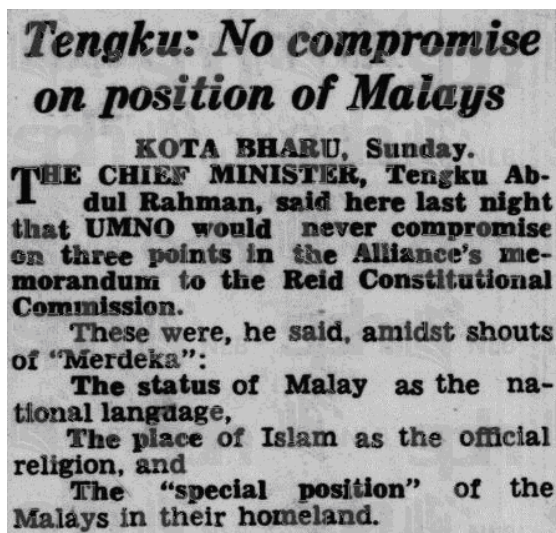 Tengku: No compromise
on position of Malays
KOTA BHARU, Sunday.
THE CHIEF MINISTER, Tengku Ab-
dul Rahman, said here last night
that UMNO would never compromise
on three points in the Alliance's me-
morandum to the Reid Constitutional
Commission.
These were, he said, amidst shouts
of "Merdeka":
The status of Malay as the na-
tional language,
The place of Islam as the official
religion, and
The "special position" of the
Malays in their homeland.